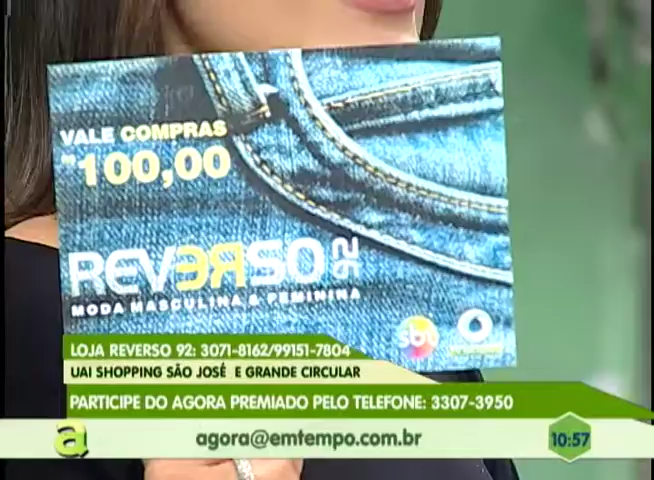 VALE COMPRAS
R$ 100,00
REVERSO 92
MODA MASCULINA & FEMININA
sbt
LOJA REVERSO 92: 3071-8162/99151-7804
UAI SHOPPING SÃO JOSÉ E GRANDE CIRCULAR
PARTICIPE DO AGORA PREMIADO PELO TELEFONE: 3307-3950
a
agora@emtempo.com.br
10:57